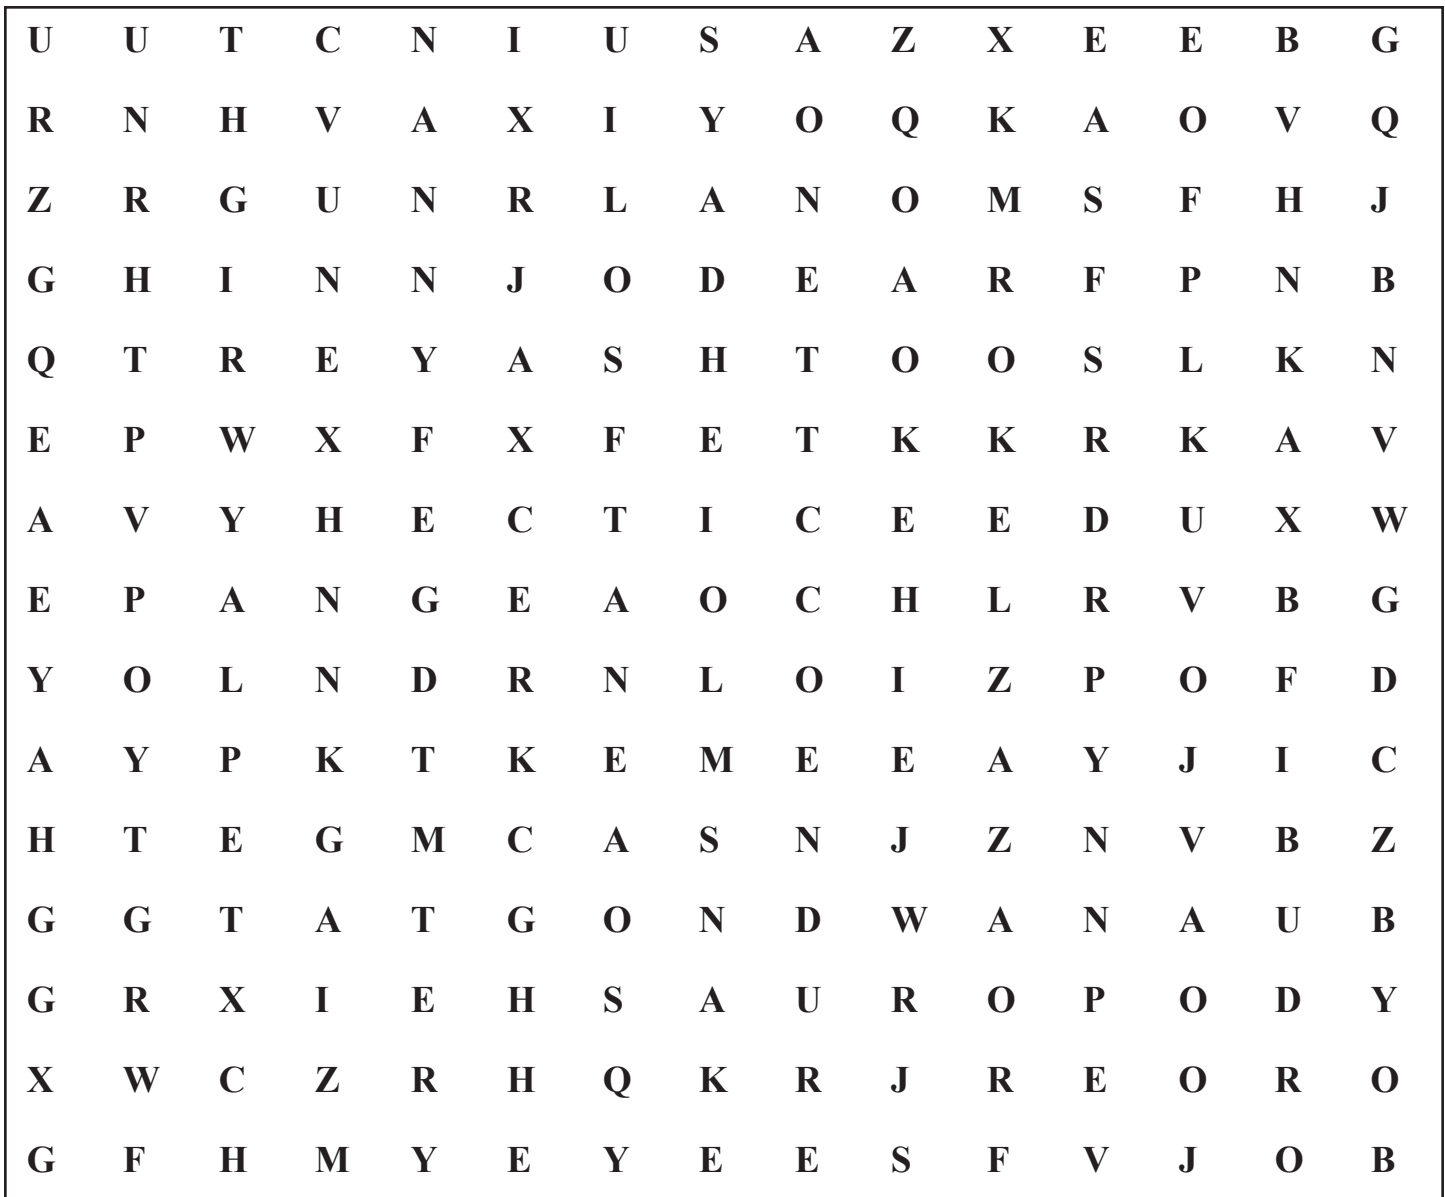 U U T C N I U S A Z X E E B G
R N H V A X I Y O Q K A O V Q
Z R G U N R L A N O M S F H J
G H I N N J O D E A R F P N B
Q T R E Y A S H T O O S L K N
E P W X F X F E T K K R K A V
A V Y H E C T I C E E D U X W
E P A N G E A O C H L R V B G
Y O L N D R N L O I Z P O F D
A Y P K T K E M E E A Y J I C
H T E G M C A S N J Z N V B Z
G G T A T G O N D W A N A U B
G R X I E H S A U R O P O D Y
X W C Z R H Q K R J R E O R O
G F H M Y E Y E E S F V J O B